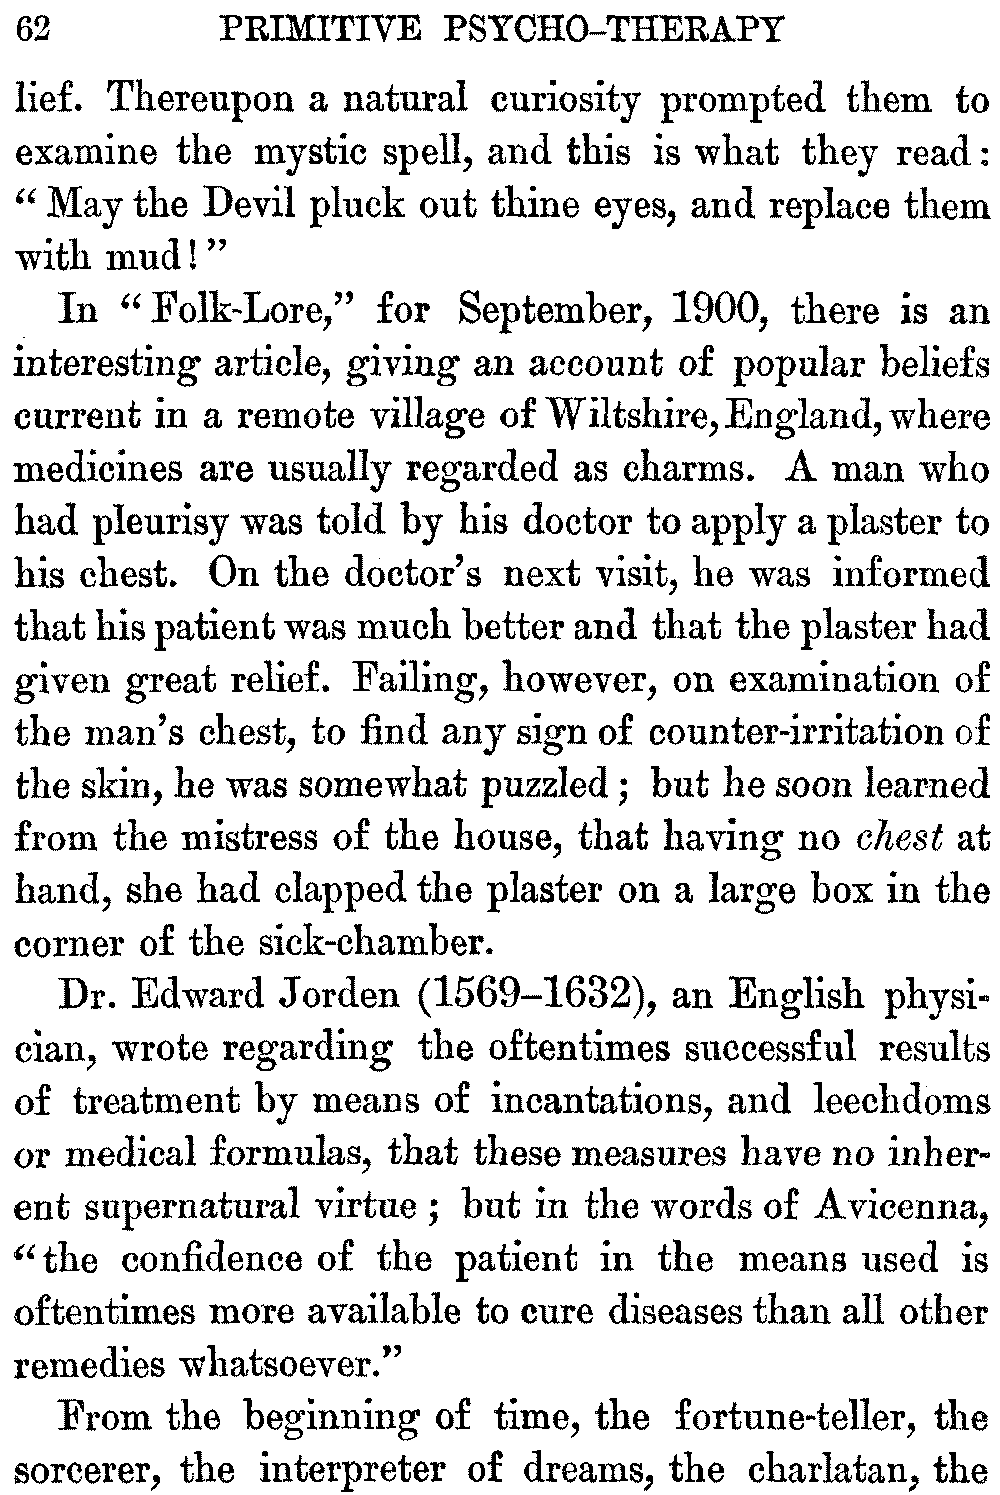 62 PRIMITIVE PSYCHO-THERAPY
lief. Thereupon a natural curiosity prompted them to
examine the mystic spell, and this is what they read:
“May the Devil pluck out thine eyes, and replace them
with mud!”
In “Folk-Lore,” for September, 1900, there is an
interesting article, giving an account of popular beliefs
current in a remote village of Wiltshire, England, where
medicines are usually regarded as charms. A man who
had pleurisy was told by his doctor to apply a plaster to
his chest. On the doctor’s next visit, he was informed
that his patient was much better and that the plaster had
given great relief. Failing, however, on examination of
the man’s chest, to find any sign of counter-irritation of
the skin, he was somewhat puzzled; but he soon learned
from the mistress of the house, that having no chest at
hand, she had clapped the plaster on a large box in the
corner of the sick-chamber.
Dr. Edward Jorden (1569–1632), an English physi-
cian, wrote regarding the oftentimes successful results
of treatment by means of incantations, and leechdoms
or medical formulas, that these measures have no inher-
ent supernatural virtue; but in the words of Avicenna,
“the confidence of the patient in the means used is
oftentimes more available to cure diseases than all other
remedies whatsoever.”
From the beginning of time, the fortune-teller, the
sorcerer, the interpreter of dreams, the charlatan, the